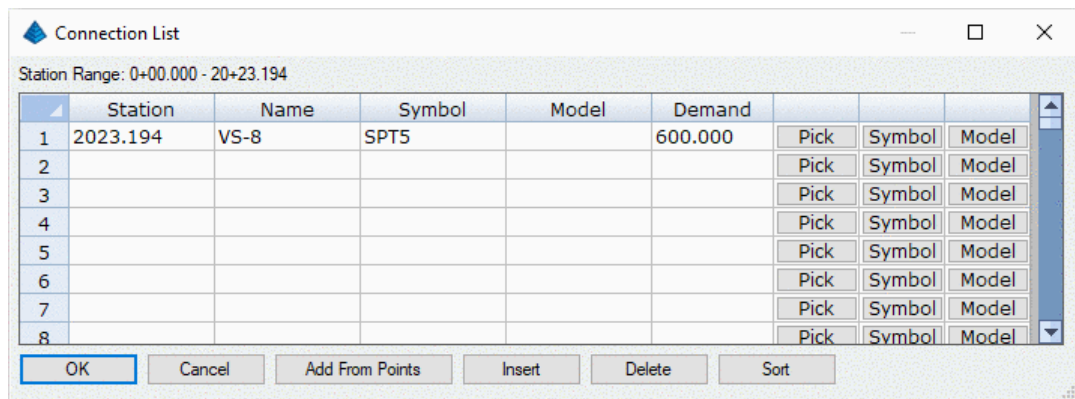 Connection List
Station Range: 0+00.000 - 20+23.194
Station Name Symbol Model Demand
1 2023.194 VS-8 SPT5 600.000 Pick Symbol Model
2 Pick Symbol Model
3 Pick Symbol Model
4 Pick Symbol Model
5 Pick Symbol Model
6 Pick Symbol Model
7 Pick Symbol Model
8 Pick Symbol Model
OK Cancel Add From Points Insert Delete Sort